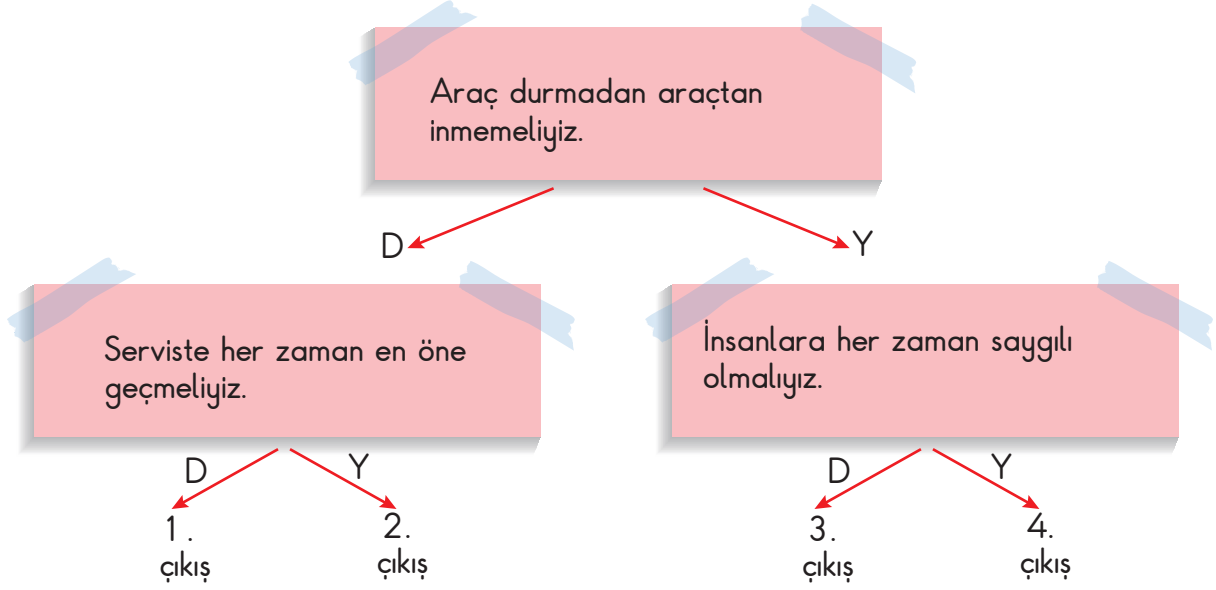 Araç durmadan araçtan
inmemeliyiz.
D
Y
Serviste her zaman en öne
geçmeliyiz.
İnsanlara her zaman saygılı
olmalıyız.
D
Y
D
Y
1.
çıkış
2.
çıkış
3.
çıkış
4.
çıkış